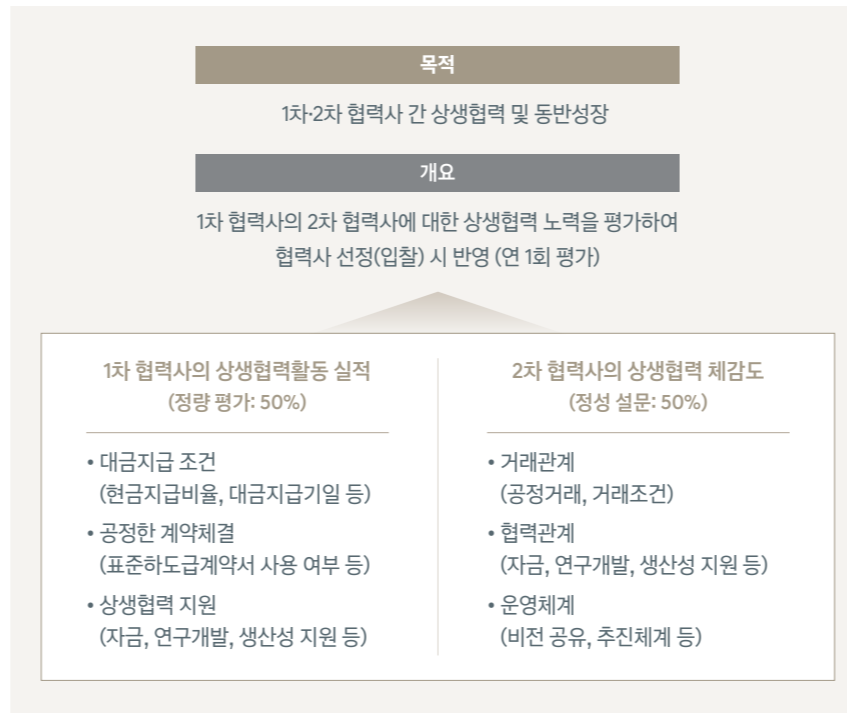 목적
1차·2차 협력사 간 상생협력 및 동반성장
개요
1차 협력사의 2차 협력사에 대한 상생협력 노력을 평가하여
협력사 선정(입찰) 시 반영 (연 1회 평가)
1차 협력사의 상생협력활동 실적
(정량 평가: 50%)
• 대금지급 조건
(현금지급비율, 대금지급기일 등)
• 공정한 계약체결
(표준하도급계약서 사용 여부 등)
• 상생협력 지원
(자금, 연구개발, 생산성 지원 등)
2차 협력사의 상생협력 체감도
(정성 설문: 50%)
• 거래관계
(공정거래, 거래조건)
• 협력관계
(자금, 연구개발, 생산성 지원 등)
• 운영체계
(비전 공유, 추진체계 등)